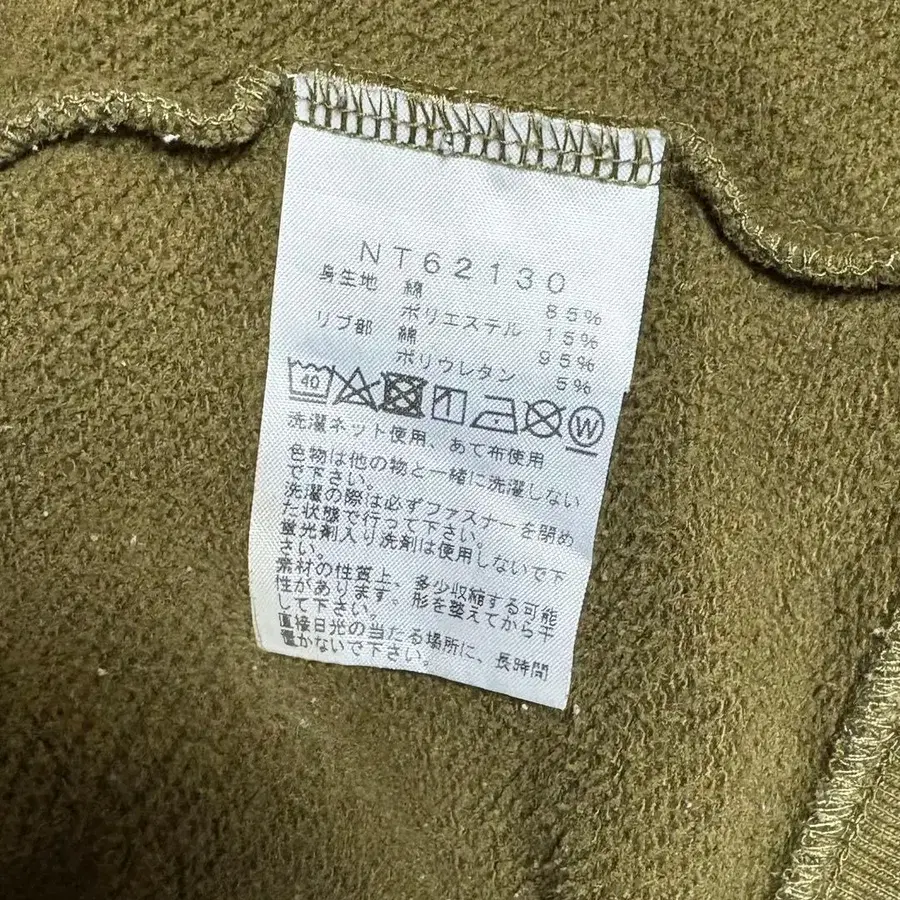 NT62130
身生地 綿 85%
ポリエステル 15%
リブ部 綿 95%
ポリウレタン 5%
40 W
洗濯ネット使用、あて布使用
色物は他の物と一緒に洗濯しない
で下さい。
洗濯の際は必ずファスナーを閉め
た状態で行って下さい。
蛍光剤入り洗剤は使用しないで下
さい。
素材の性質上、多少収縮する可能
性があります。形を整えてから干
して下さい。
直接日光の当たる場所に、長時間
置かないで下さい。